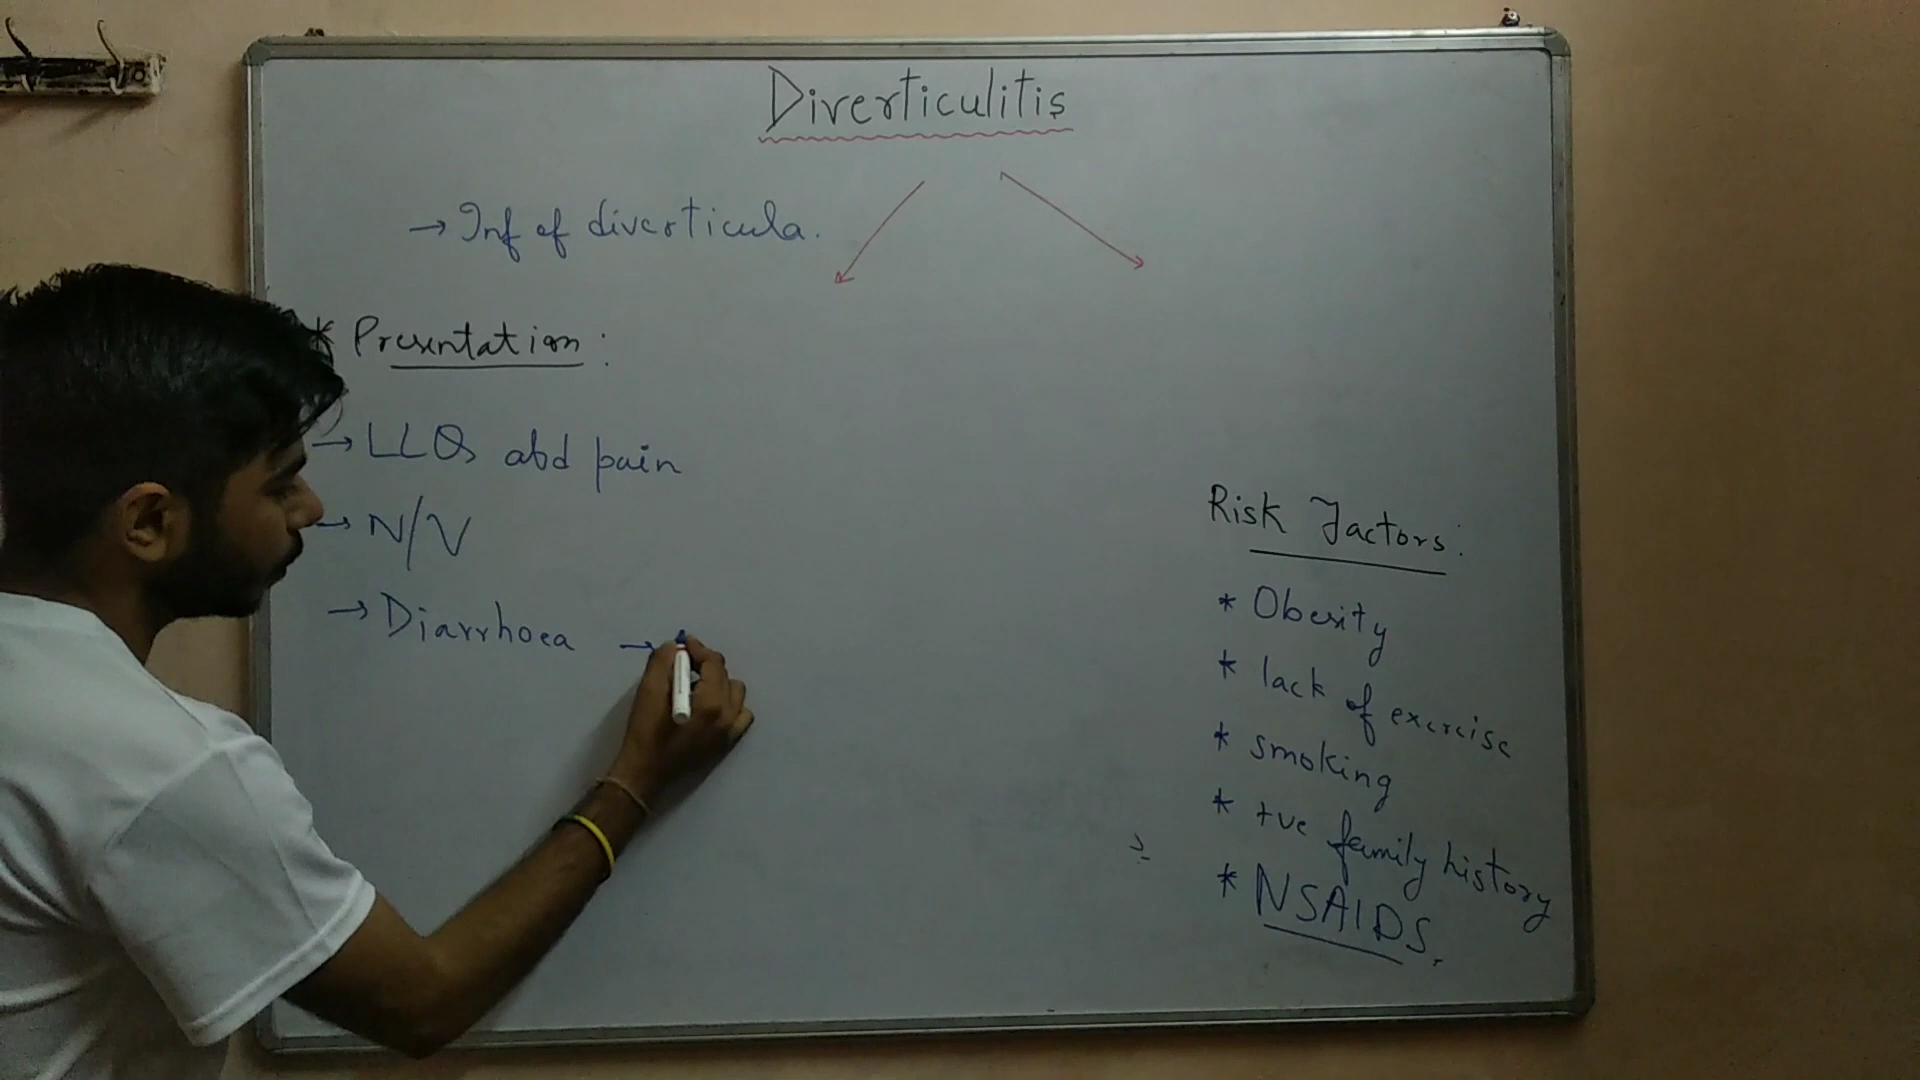 Diverticulitis
→ Inf of diverticula.
* Presentation :
→ LLQ abd pain
→ N/V
→ Diarrhoea →
Risk Factors :
* Obesity
* lack of exercise
* smoking
* +ve family history
* NSAIDS.